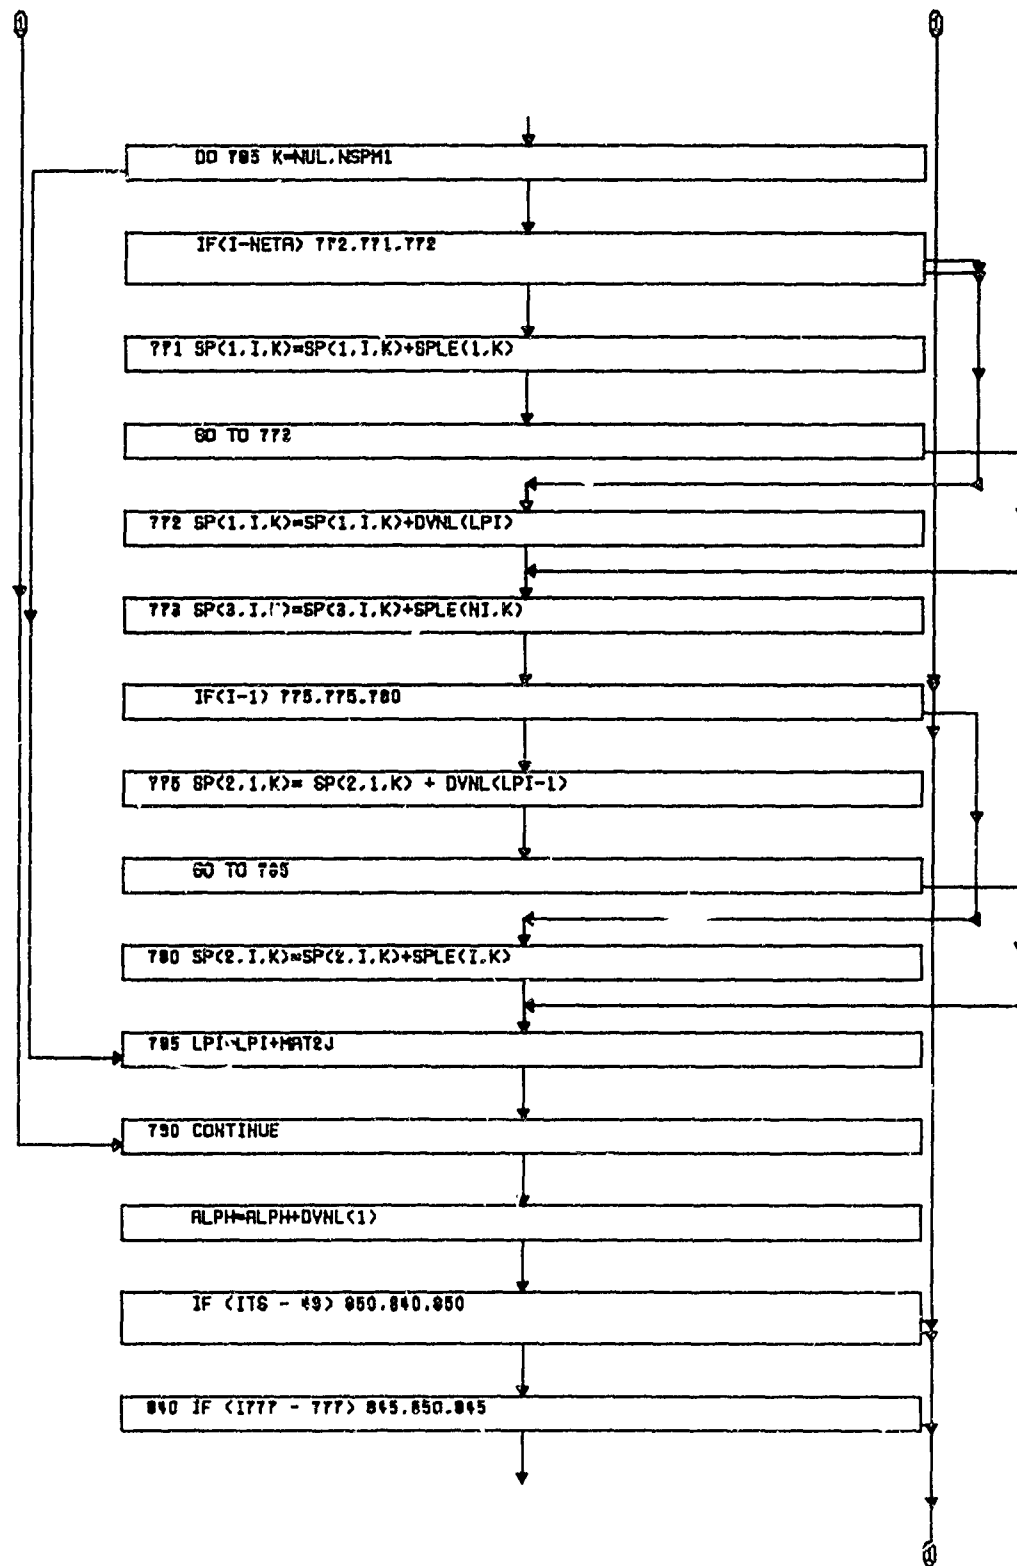 1
1
DO 785 K=NUL,NSPM1
IF(I-NETA) 772,771,772
771 SP(1,I,K)=SP(1,I,K)+SPLE(1,K)
GO TO 772
772 SP(1,I,K)=SP(1,I,K)+DVNL(LPI)
773 SP(3,I, )=SP(3,I,K)+SPLE(NI,K)
IF(I-1) 775,775,780
775 SP(2,1,K)= SP(2,1,K) + DVNL(LPI-1)
GO TO 785
780 SP(2,I,K)=SP(2,I,K)+SPLE(I,K)
785 LPI=LPI+MAT2J
790 CONTINUE
ALPH=ALPH+DVNL(1)
IF (ITS - 49) 850,840,850
840 IF (I777 - 777) 845,850,845
1